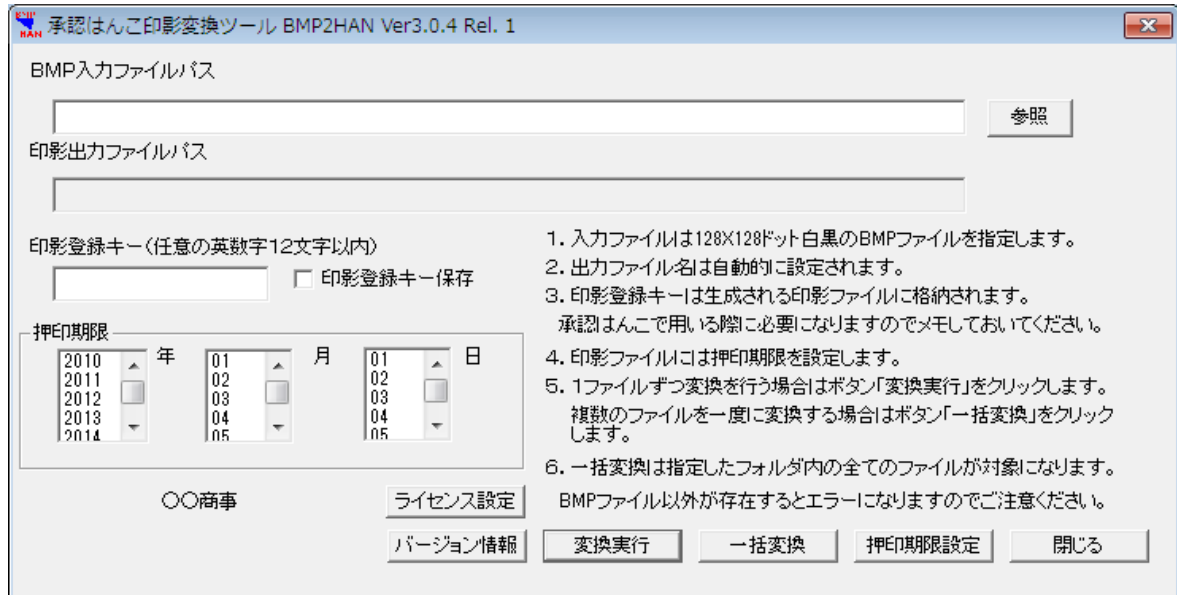 BMP HAN 承認はんこ印影変換ツール BMP2HAN Ver3.0.4 Rel. 1
BMP入力ファイルパス
参照
印影出力ファイルパス
印影登録キー(任意の英数字12文字以内)
印影登録キー保存
押印期限
2010
2011
2012
2013
2014
年
01
02
03
04
05
月
01
02
03
04
05
日
○○商事
ライセンス設定
バージョン情報
1. 入力ファイルは128X128ドット白黒のBMPファイルを指定します。
2. 出力ファイル名は自動的に設定されます。
3. 印影登録キーは生成される印影ファイルに格納されます。
承認はんこで用いる際に必要になりますのでメモしておいてください。
4. 印影ファイルには押印期限を設定します。
5. 1ファイルずつ変換を行う場合はボタン「変換実行」をクリックします。
複数のファイルを一度に変換する場合はボタン「一括変換」をクリック
します。
6. 一括変換は指定したフォルダ内の全てのファイルが対象になります。
BMPファイル以外が存在するとエラーになりますのでご注意ください。
変換実行
一括変換
押印期限設定
閉じる